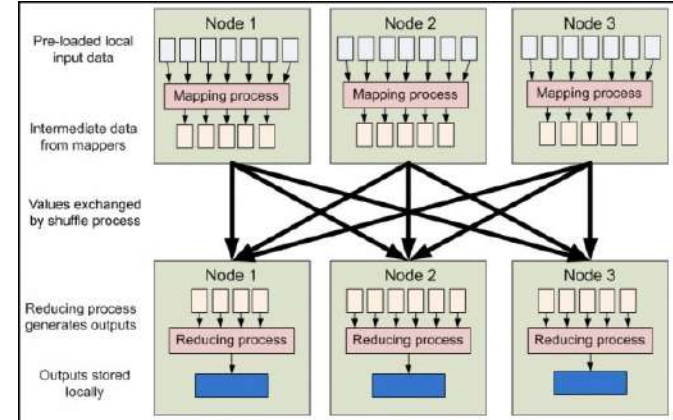 Node 1
Node 2
Node 3
Pre-loaded local
input data
Mapping process
Mapping process
Mapping process
Intermediate data
from mappers
Values exchanged
by shuffle process
Node 1
Node 2
Node 3
Reducing process
generates outputs
Reducing process
Reducing process
Reducing process
Outputs stored
locally